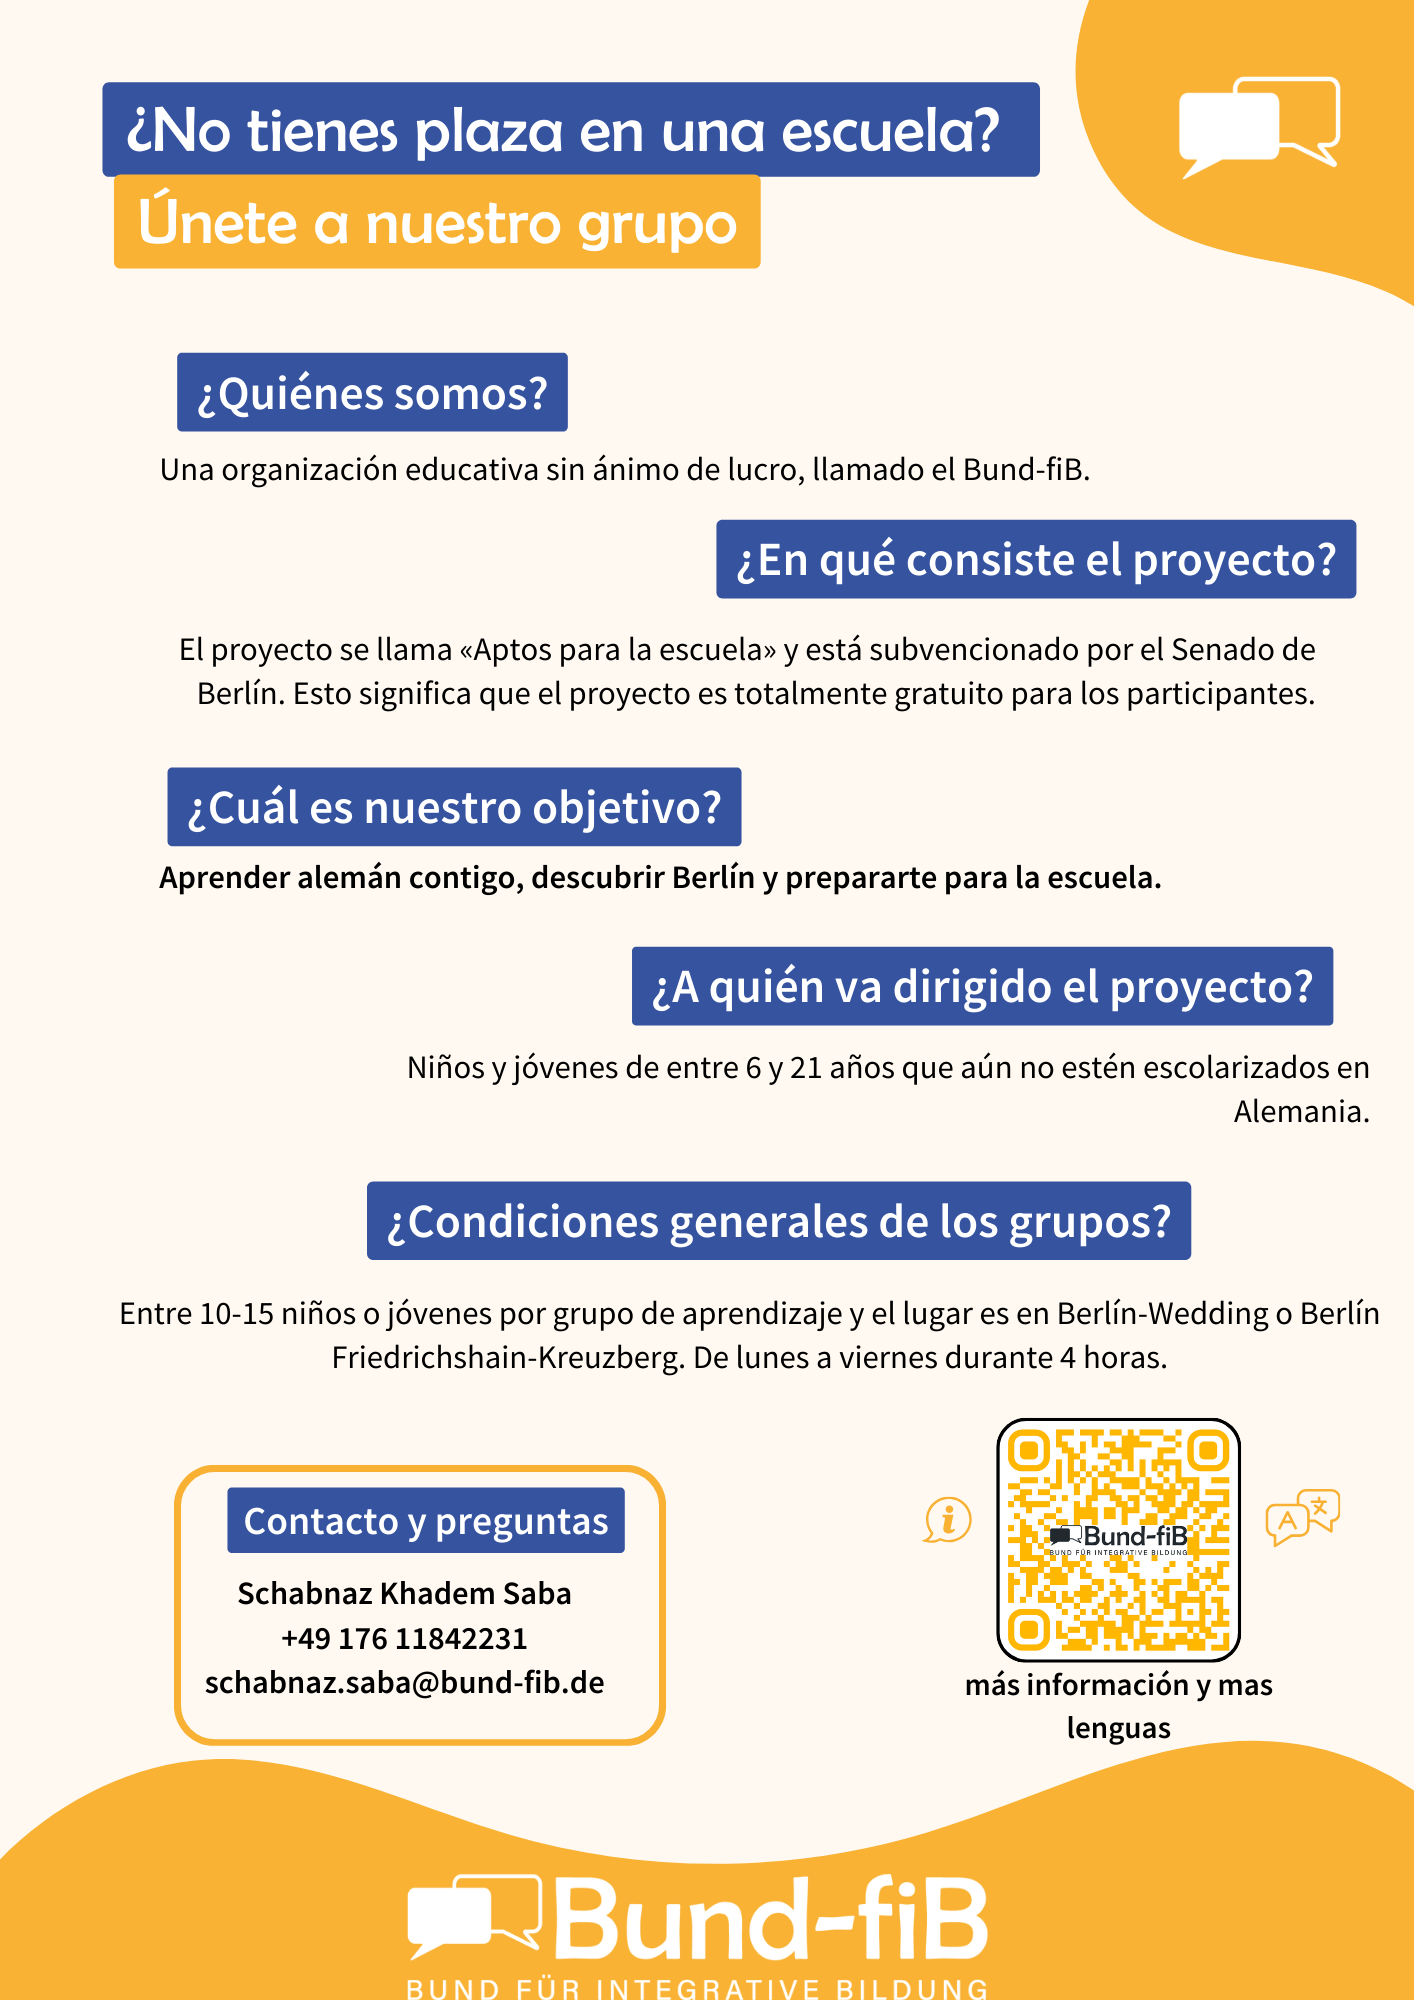 ¿No tienes plaza en una escuela?
Únete a nuestro grupo
¿Quiénes somos?
Una organización educativa sin ánimo de lucro, llamado el Bund-fiB.
¿En qué consiste el proyecto?
El proyecto se llama «Aptos para la escuela» y está subvencionado por el Senado de
Berlín. Esto significa que el proyecto es totalmente gratuito para los participantes.
¿Cuál es nuestro objetivo?
Aprender alemán contigo, descubrir Berlín y prepararte para la escuela.
¿A quién va dirigido el proyecto?
Niños y jóvenes de entre 6 y 21 años que aún no estén escolarizados en
Alemania.
¿Condiciones generales de los grupos?
Entre 10-15 niños o jóvenes por grupo de aprendizaje y el lugar es en Berlín-Wedding o Berlín
Friedrichshain-Kreuzberg. De lunes a viernes durante 4 horas.
Contacto y preguntas
Schabnaz Khadem Saba
+49 176 11842231
schabnaz.saba@bund-fib.de
i
Bund-fiB
BUND FÜR INTEGRATIVE BILDUNG
A 文
más información y mas
lenguas
Bund-fiB
BUND FÜR INTEGRATIVE BILDUNG